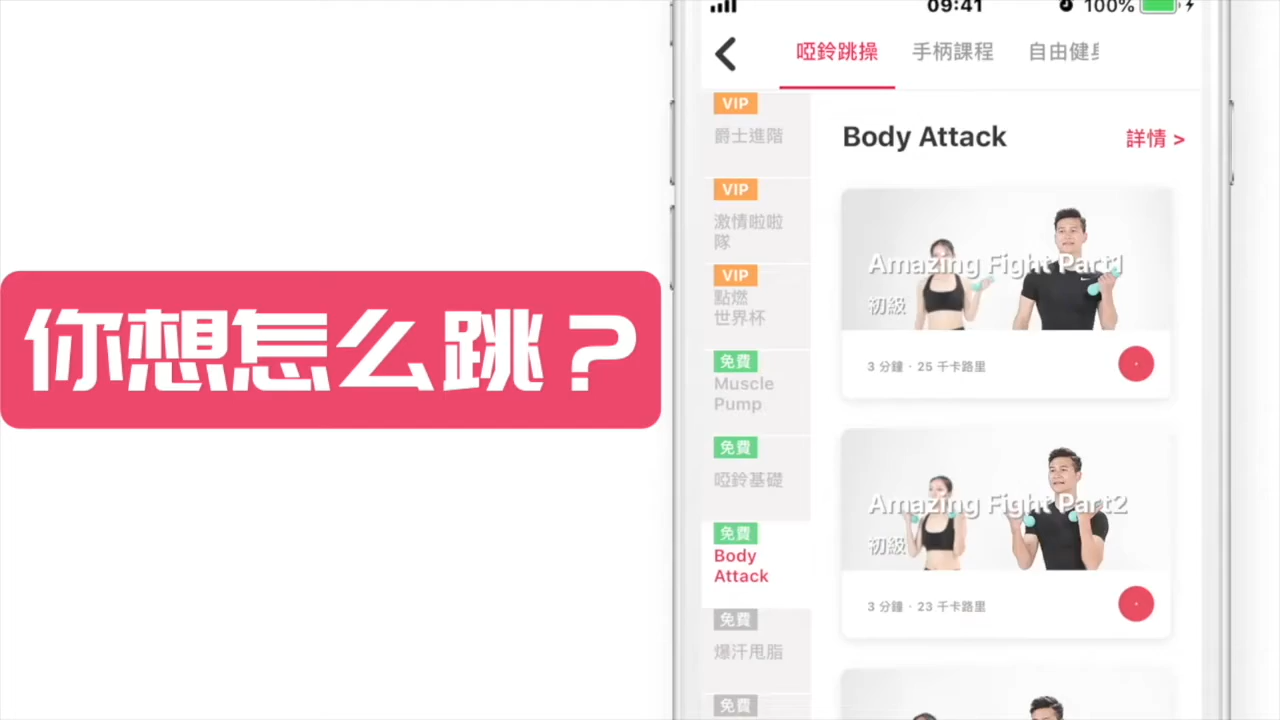 你想怎么跳？
09:41
100%
啞鈴跳操
手柄課程
自由健身
VIP
爵士進階
VIP
激情啦啦
隊
VIP
點燃
世界杯
免費
Muscle
Pump
免費
啞鈴基礎
免費
Body
Attack
免費
爆汗甩脂
免費
Body Attack
詳情 >
Amazing Fight Part1
初級
3 分鐘 · 25 千卡路里
Amazing Fight Part2
初級
3 分鐘 · 23 千卡路里